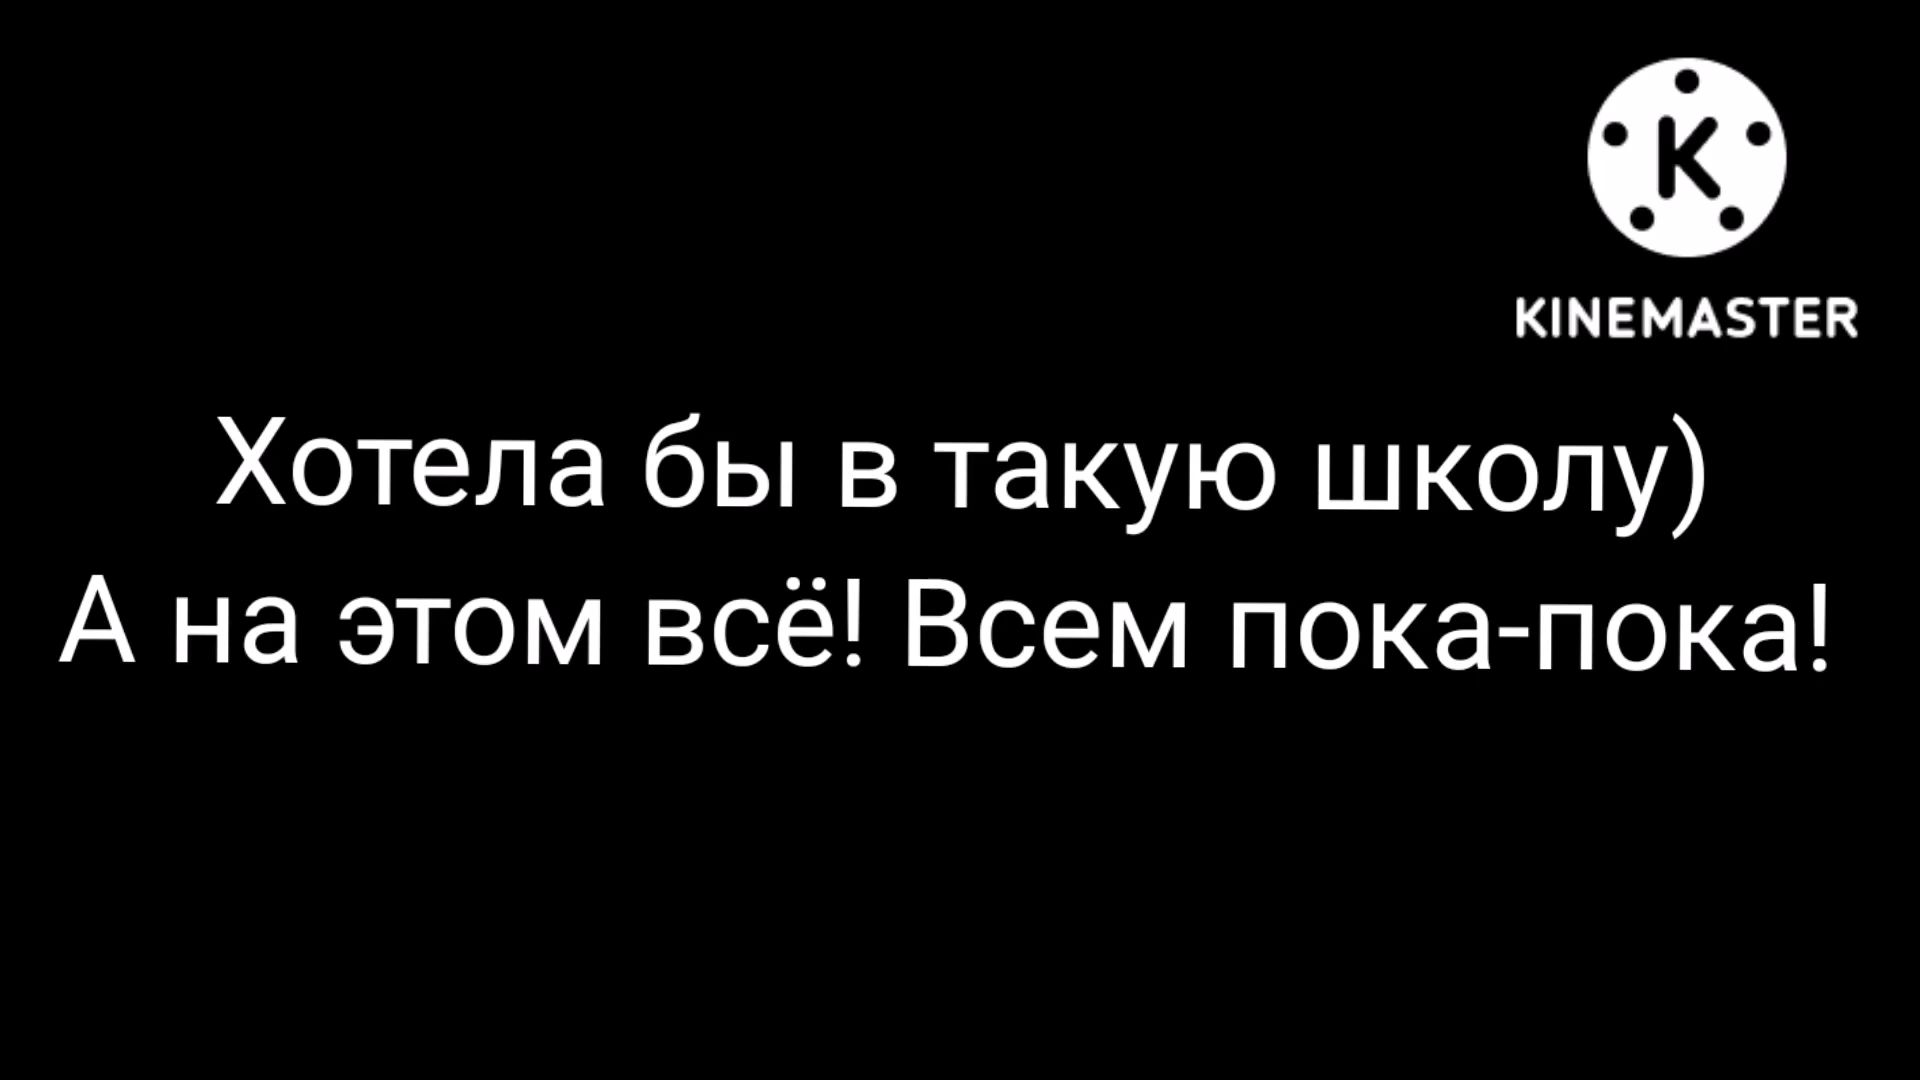 K
KINEMASTER
Хотела бы в такую школу)
А на этом всё! Всем пока-пока!